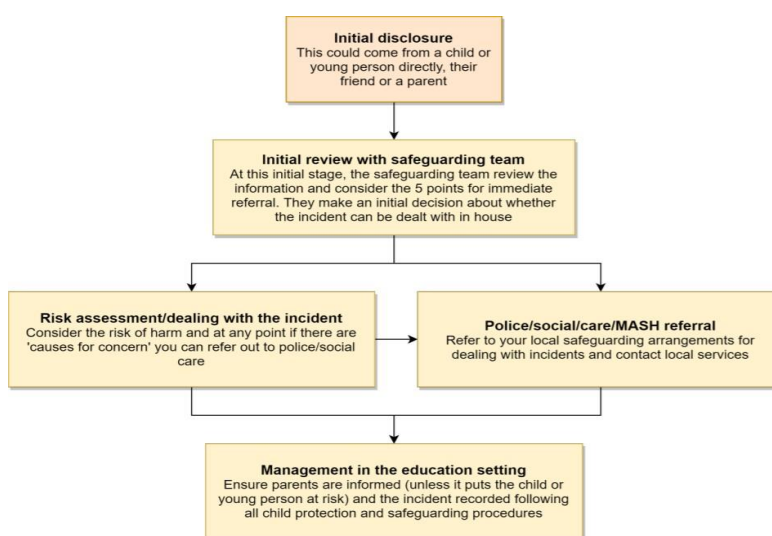 Initial disclosure
This could come from a child or
young person directly, their
friend or a parent
Initial review with safeguarding team
At this initial stage, the safeguarding team review the
information and consider the 5 points for immediate
referral. They make an initial decision about whether
the incident can be dealt with in house
Risk assessment/dealing with the incident
Consider the risk of harm and at any point if there are
'causes for concern' you can refer out to police/social
care
Police/social/care/MASH referral
Refer to your local safeguarding arrangements for
dealing with incidents and contact local services
Management in the education setting
Ensure parents are informed (unless it puts the child or
young person at risk) and the incident recorded following
all child protection and safeguarding procedures